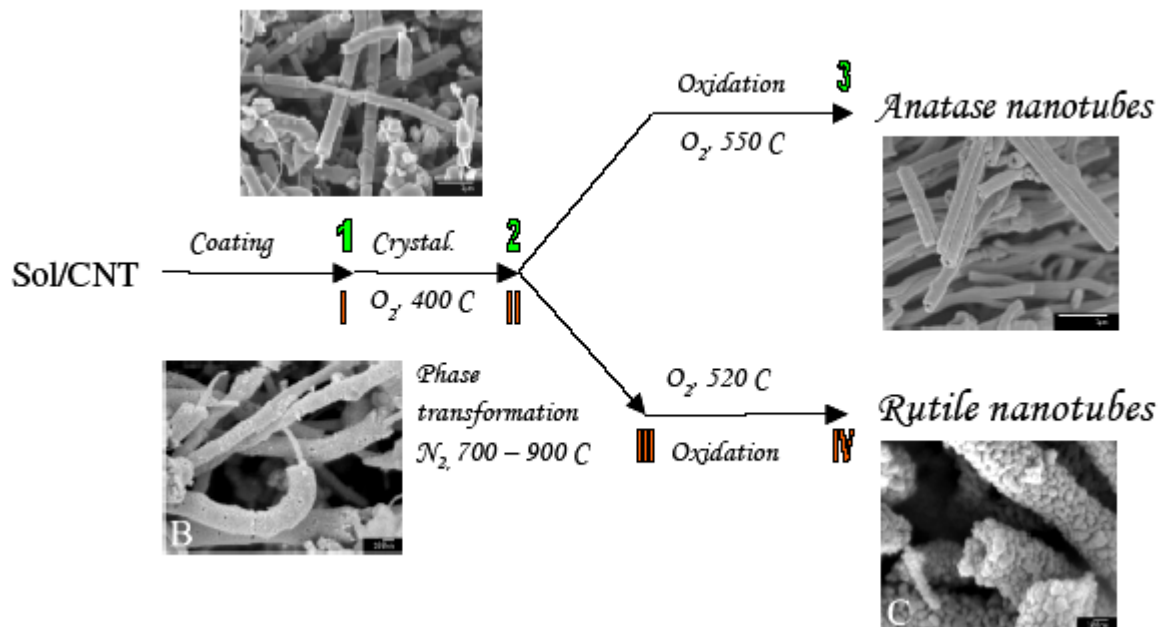 Oxidation
3
Anatase nanotubes
O2, 550 C
Coating
1
Crystal.
2
Sol/CNT
I
O2, 400 C
II
Phase
transformation
N2, 700 – 900 C
O2, 520 C
Rutile nanotubes
III
Oxidation
IV
B
C